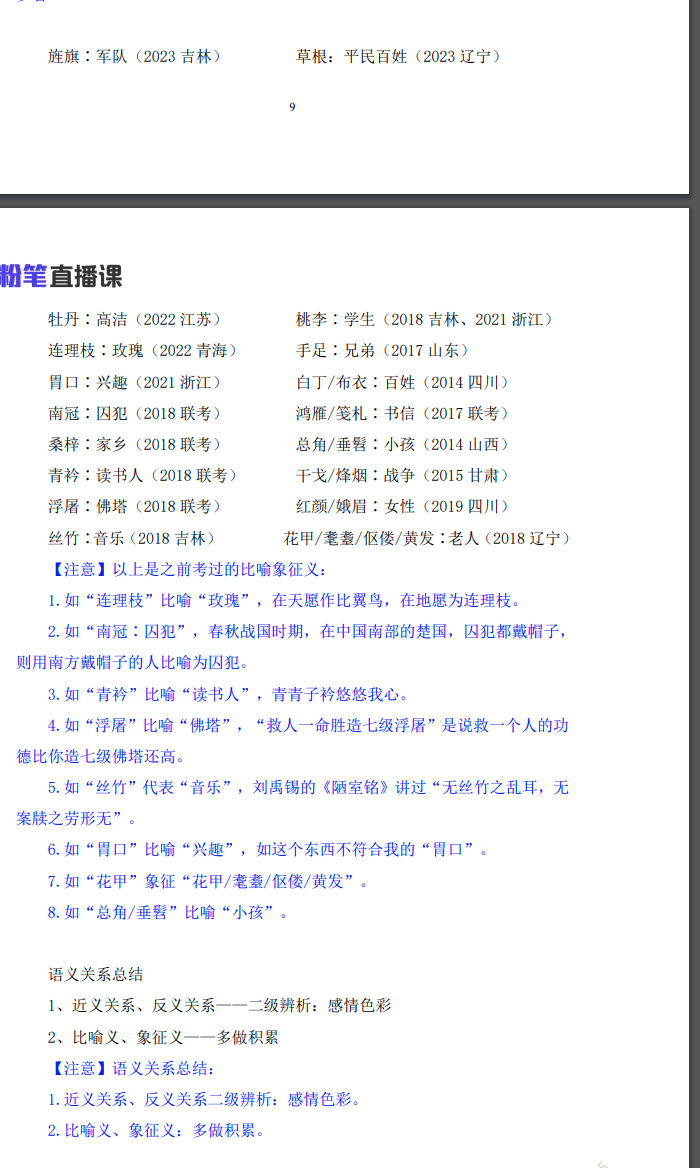 旌旗：军队（2023 吉林） 草根：平民百姓（2023 辽宁）
9
粉笔直播课
牡丹：高洁（2022 江苏） 桃李：学生（2018 吉林、2021 浙江）
连理枝：玫瑰（2022 青海） 手足：兄弟（2017 山东）
胃口：兴趣（2021 浙江） 白丁/布衣：百姓（2014 四川）
南冠：囚犯（2018 联考） 鸿雁/笺札：书信（2017 联考）
桑梓：家乡（2018 联考） 总角/垂髫：小孩（2014 山西）
青衿：读书人（2018 联考） 干戈/烽烟：战争（2015 甘肃）
浮屠：佛塔（2018 联考） 红颜/娥眉：女性（2019 四川）
丝竹：音乐（2018 吉林） 花甲/耄耋/伛偻/黄发：老人（2018 辽宁）
【注意】以上是之前考过的比喻象征义：
1.如“连理枝”比喻“玫瑰”，在天愿作比翼鸟，在地愿为连理枝。
2.如“南冠：囚犯”，春秋战国时期，在中国南部的楚国，囚犯都戴帽子，
则用南方戴帽子的人比喻为囚犯。
3.如“青衿”比喻“读书人”，青青子衿悠悠我心。
4.如“浮屠”比喻“佛塔”，“救人一命胜造七级浮屠”是说救一个人的功
德比你造七级佛塔还高。
5.如“丝竹”代表“音乐”，刘禹锡的《陋室铭》讲过“无丝竹之乱耳，无
案牍之劳形无”。
6.如“胃口”比喻“兴趣”，如这个东西不符合我的“胃口”。
7.如“花甲”象征“花甲/耄耋/伛偻/黄发”。
8.如“总角/垂髫”比喻“小孩”。
语义关系总结
1、近义关系、反义关系——二级辨析：感情色彩
2、比喻义、象征义——多做积累
【注意】语义关系总结：
1.近义关系、反义关系二级辨析：感情色彩。
2.比喻义、象征义：多做积累。